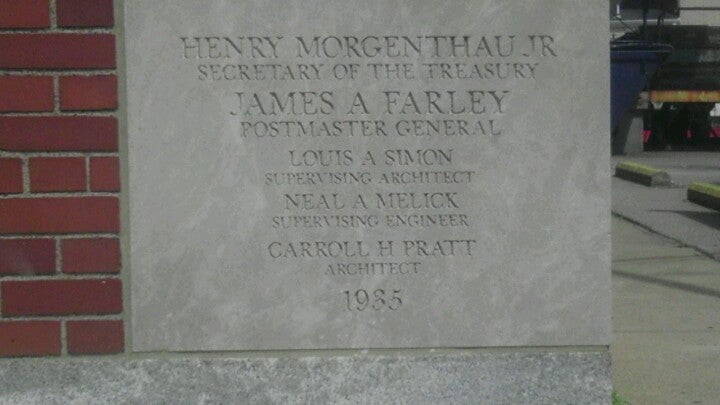 HENRY MORGENTHAU JR
SECRETARY OF THE TREASURY
JAMES A FARLEY
POSTMASTER GENERAL
LOUIS A SIMON
SUPERVISING ARCHITECT
NEAL A MELICK
SUPERVISING ENGINEER
CARROLL H PRATT
ARCHITECT
1935